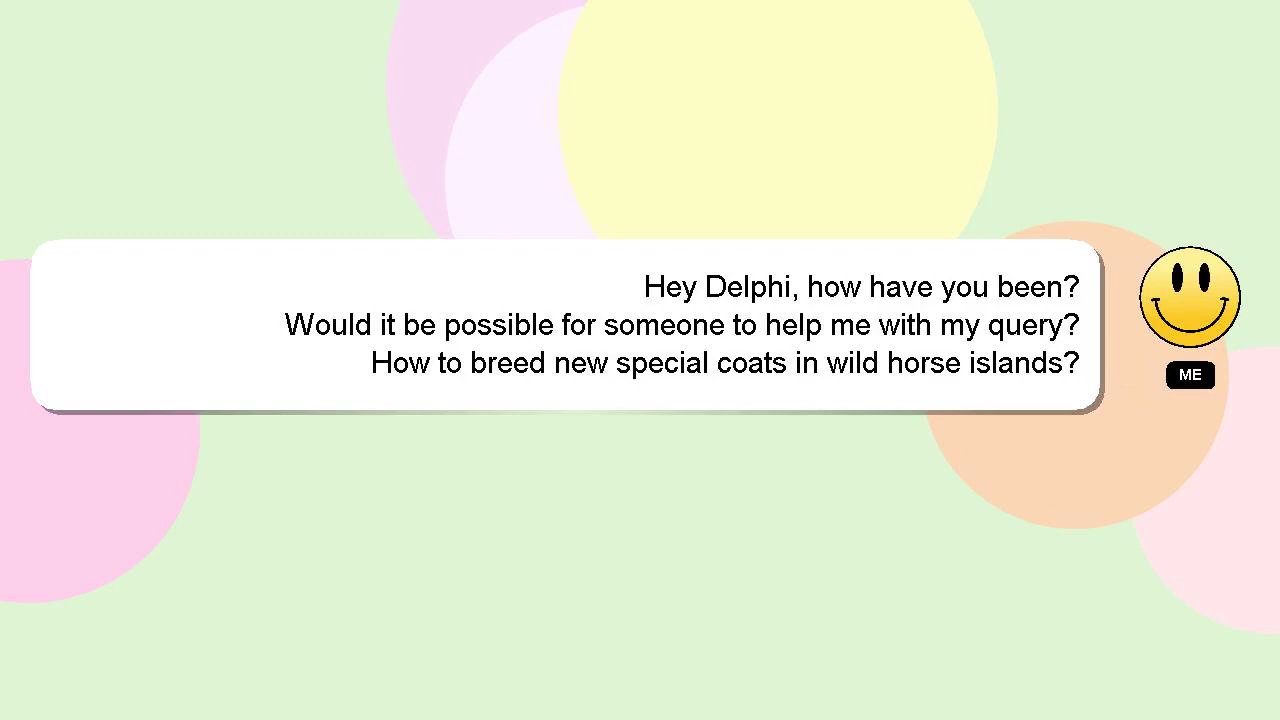 Hey Delphi, how have you been?
Would it be possible for someone to help me with my query?
How to breed new special coats in wild horse islands?
ME